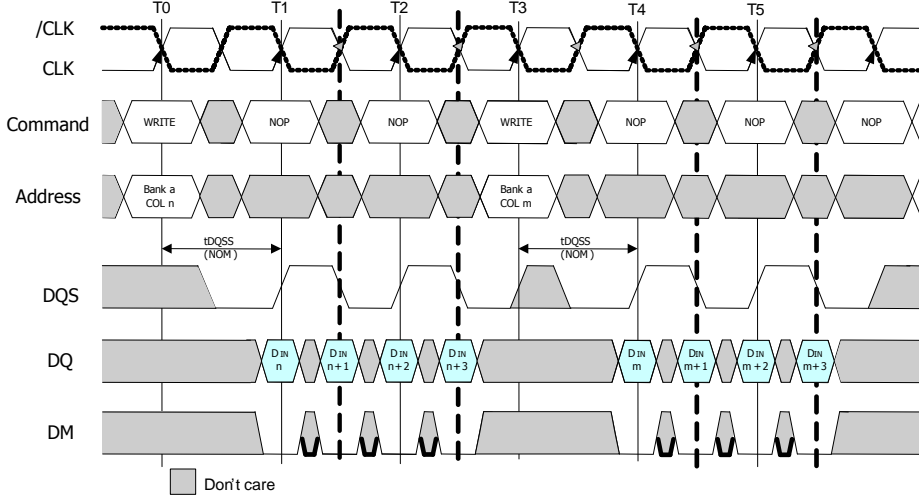 T0 T1 T2 T3 T4 T5
/CLK
CLK
Command WRITE NOP NOP WRITE NOP NOP NOP
Address Bank a COL n Bank a COL m
tDQSS (NOM) tDQSS (NOM)
DQS
DQ DIN n DIN n+1 DIN n+2 DIN n+3 DIN m DIN m+1 DIN m+2 DIN m+3
DM
Don't care